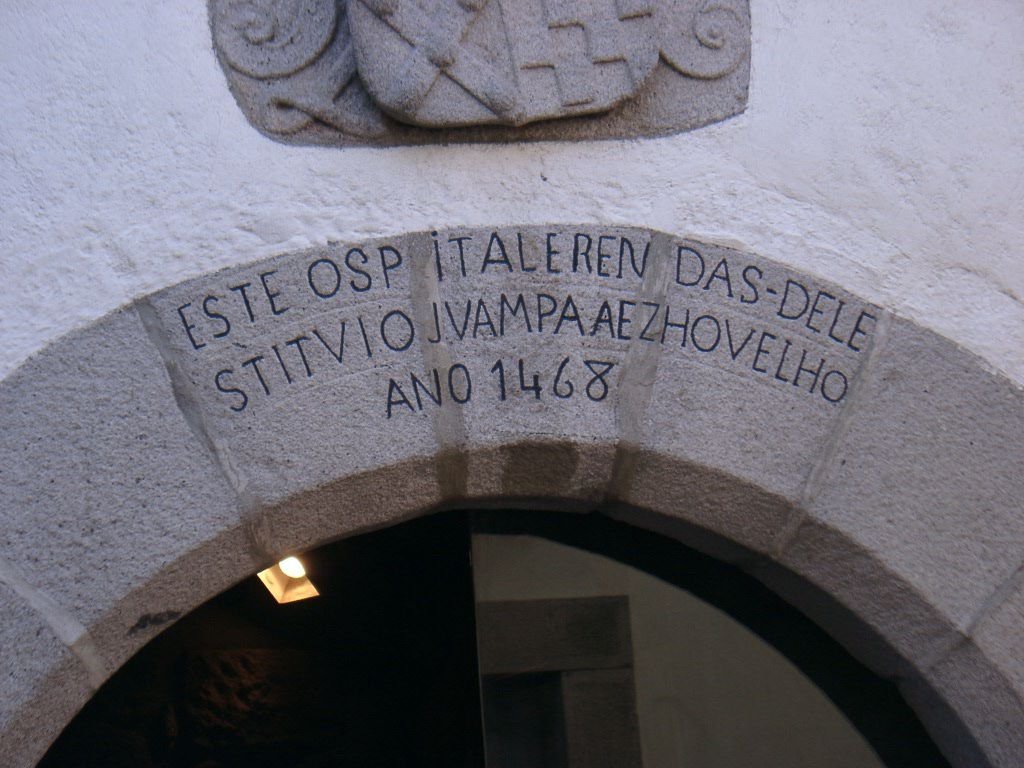 ESTE OSPITALEREN DAS-DELE
STITVIO JVAMPAAEZHOVELHO
ANO 1468